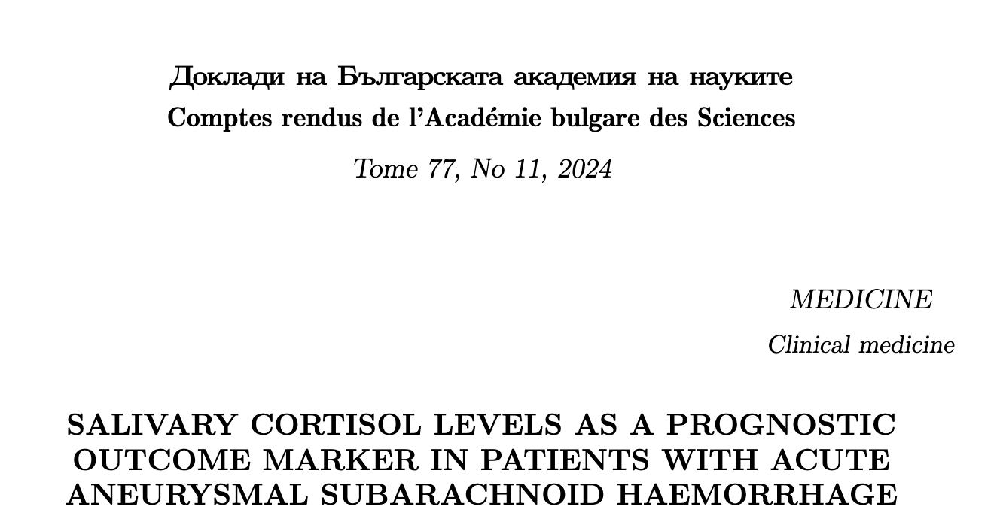 Доклади на Българската академия на науките
Comptes rendus de l'Académie bulgare des Sciences
Tome 77, No 11, 2024
MEDICINE
Clinical medicine
SALIVARY CORTISOL LEVELS AS A PROGNOSTIC
OUTCOME MARKER IN PATIENTS WITH ACUTE
ANEURYSMAL SUBARACHNOID HAEMORRHAGE